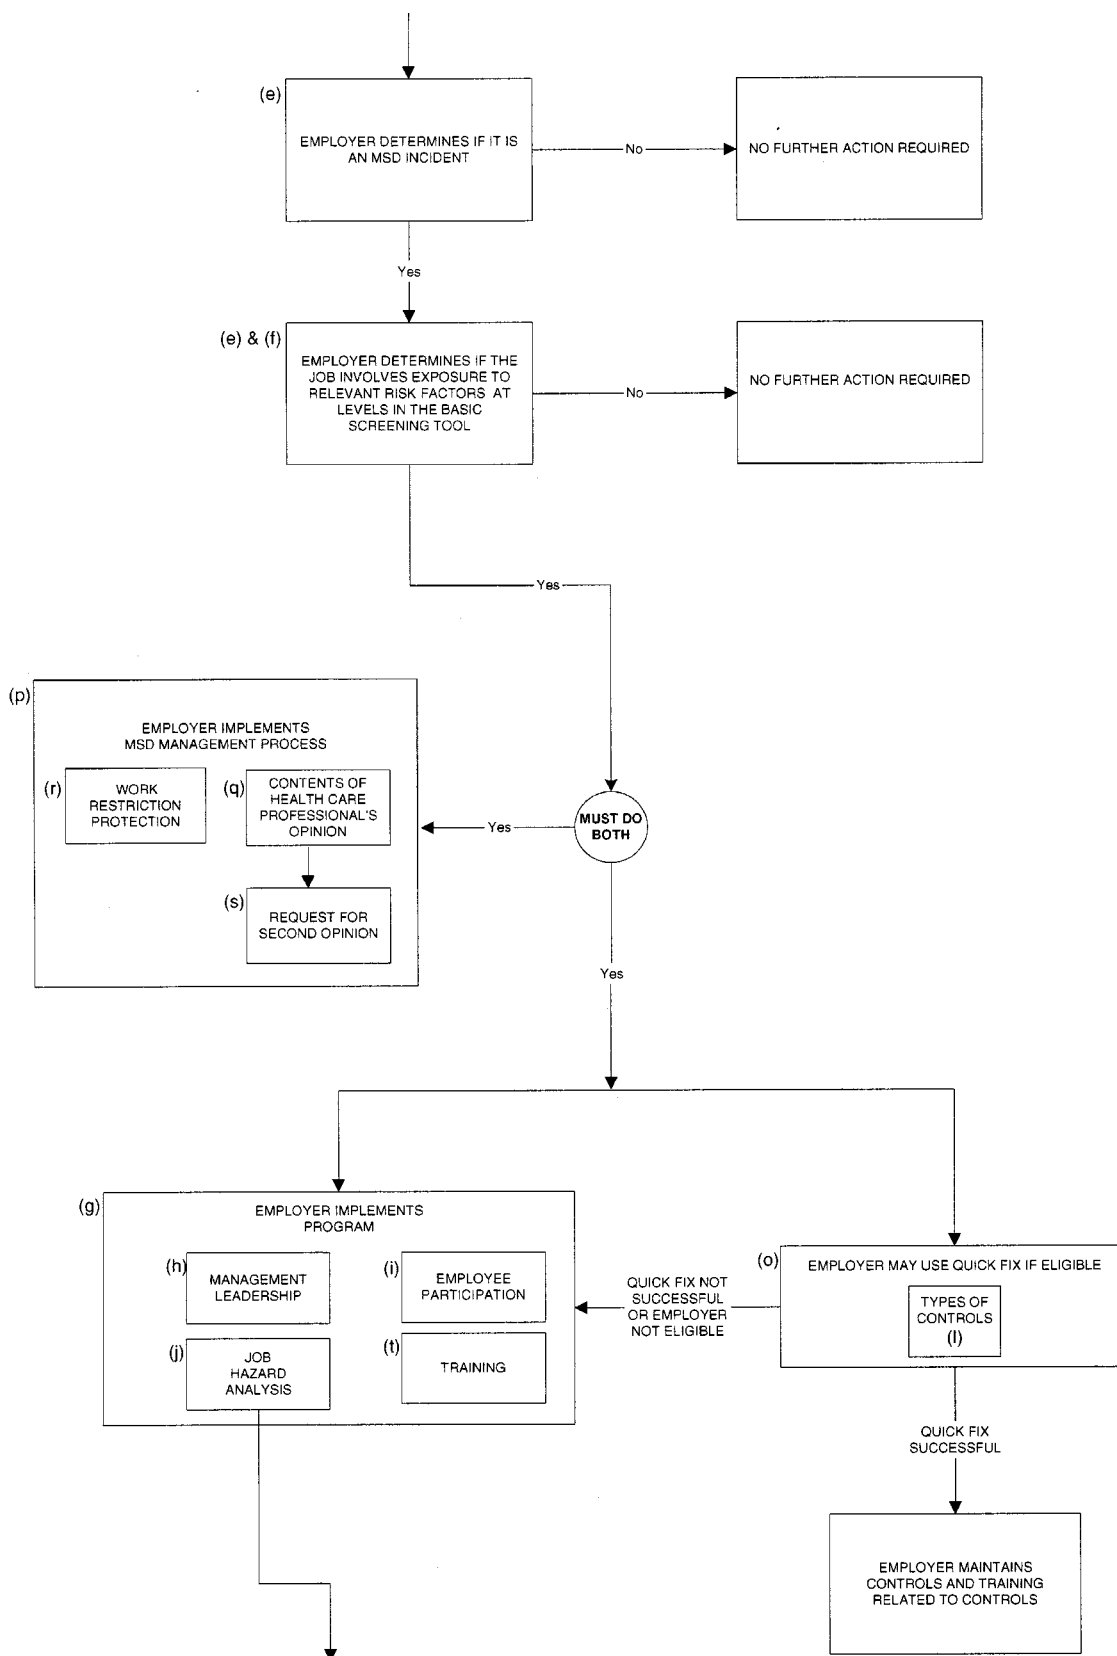 (e)
EMPLOYER DETERMINES IF IT IS
AN MSD INCIDENT
No
NO FURTHER ACTION REQUIRED
Yes
(e) & (f)
EMPLOYER DETERMINES IF THE
JOB INVOLVES EXPOSURE TO
RELEVANT RISK FACTORS AT
LEVELS IN THE BASIC
SCREENING TOOL
No
NO FURTHER ACTION REQUIRED
Yes
(p)
EMPLOYER IMPLEMENTS
MSD MANAGEMENT PROCESS
(r)
WORK
RESTRICTION
PROTECTION
(q)
CONTENTS OF
HEALTH CARE
PROFESSIONAL'S
OPINION
(s)
REQUEST FOR
SECOND OPINION
Yes
MUST DO
BOTH
Yes
(g)
EMPLOYER IMPLEMENTS
PROGRAM
(h)
MANAGEMENT
LEADERSHIP
(i)
EMPLOYEE
PARTICIPATION
(j)
JOB
HAZARD
ANALYSIS
(t)
TRAINING
QUICK FIX NOT
SUCCESSFUL
OR EMPLOYER
NOT ELIGIBLE
(o)
EMPLOYER MAY USE QUICK FIX IF ELIGIBLE
TYPES OF
CONTROLS
(l)
QUICK FIX
SUCCESSFUL
EMPLOYER MAINTAINS
CONTROLS AND TRAINING
RELATED TO CONTROLS